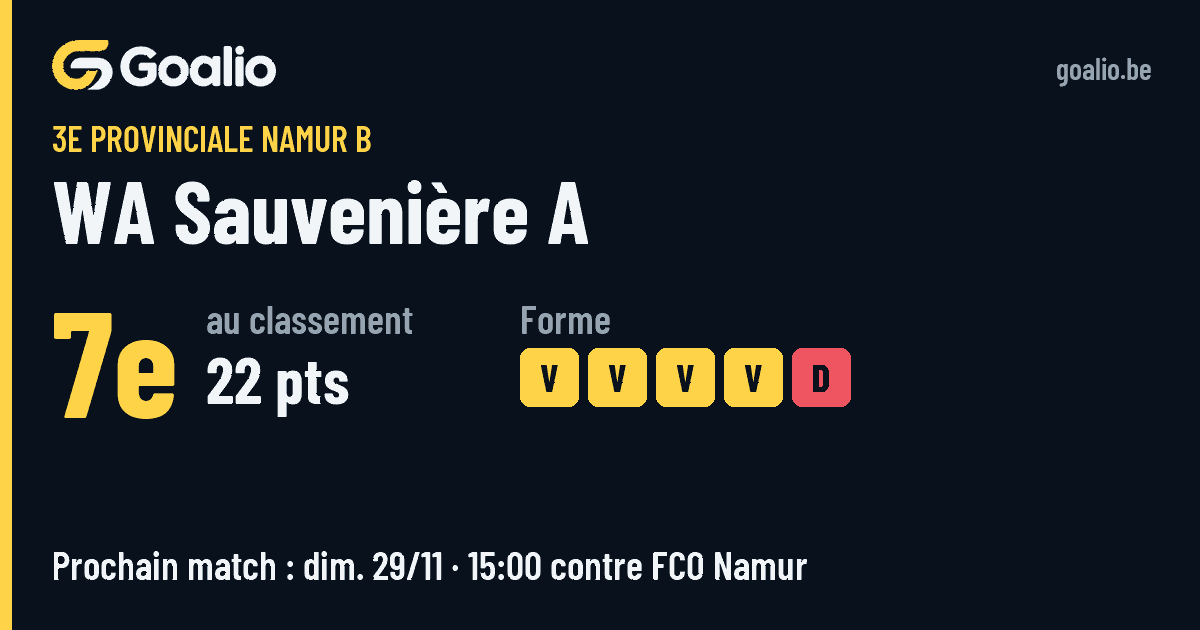 Goalio
goalio.be
3E PROVINCIALE NAMUR B
WA Sauvenière A
7e
au classement
22 pts
Forme
V V V V D
Prochain match : dim. 29/11 · 15:00 contre FCO Namur